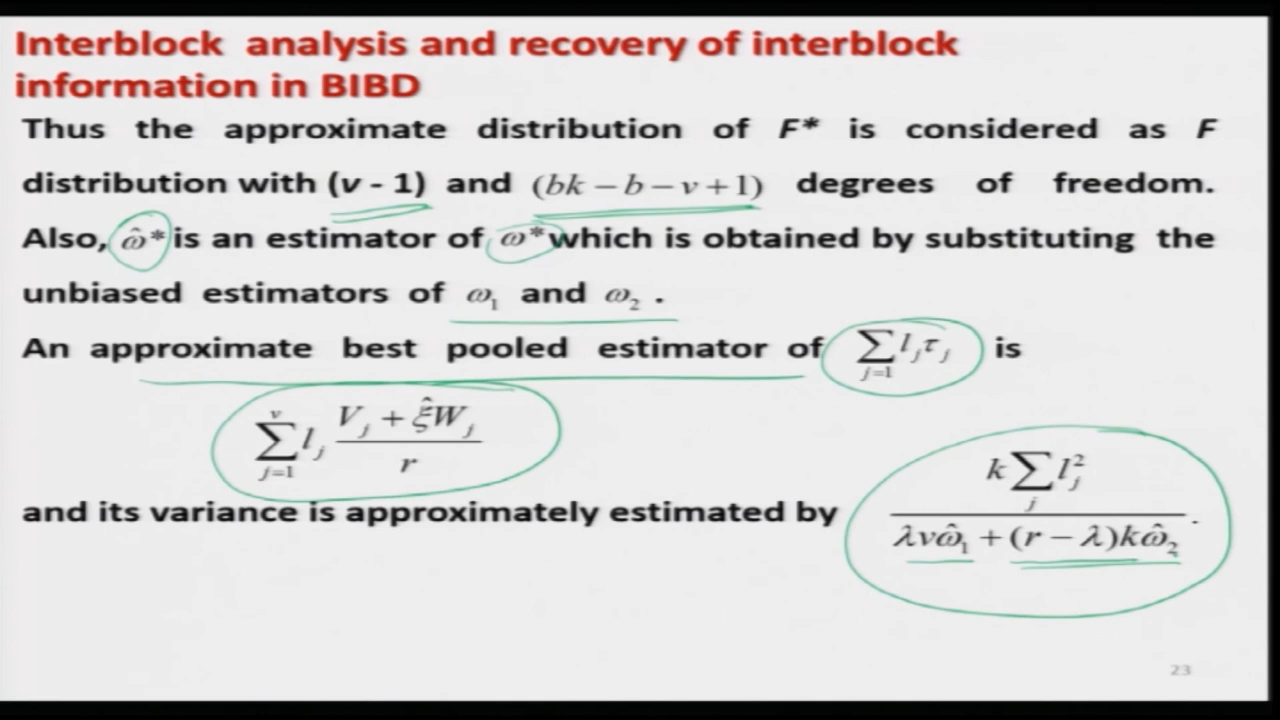 Interblock analysis and recovery of interblock
information in BIBD
Thus the approximate distribution of F* is considered as F
distribution with (v - 1) and (bk − b − v + 1) degrees of freedom.
Also, ω̂* is an estimator of ω* which is obtained by substituting the
unbiased estimators of ω₁ and ω₂ .
An approximate best pooled estimator of ∑_{j=1} l_j τ_j is
∑_{j=1}^{v} l_j (V_j + ξ̂W_j) / r
and its variance is approximately estimated by k∑_j l_j² / (λvω̂₁ + (r − λ)kω̂₂) .
23